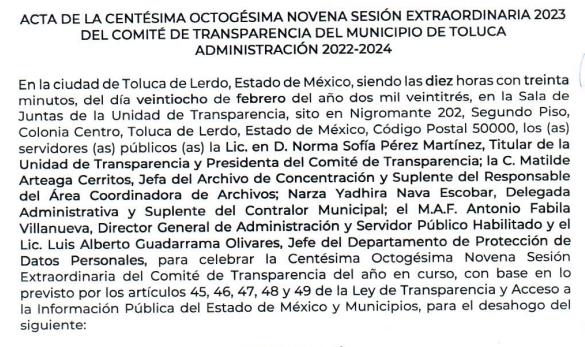 ACTA DE LA CENTÉSIMA OCTOGÉSIMA NOVENA SESIÓN EXTRAORDINARIA 2023
DEL COMITÉ DE TRANSPARENCIA DEL MUNICIPIO DE TOLUCA
ADMINISTRACIÓN 2022-2024
En la ciudad de Toluca de Lerdo, Estado de México, siendo las diez horas con treinta
minutos, del día veintiocho de febrero del año dos mil veintitrés, en la Sala de
Juntas de la Unidad de Transparencia, sito en Nigromante 202, Segundo Piso,
Colonia Centro, Toluca de Lerdo, Estado de México, Código Postal 50000, los (as)
servidores (as) públicos (as) la Lic. en D. Norma Sofía Pérez Martínez, Titular de la
Unidad de Transparencia y Presidenta del Comité de Transparencia; la C. Matilde
Arteaga Cerritos, Jefa del Archivo de Concentración y Suplente del Responsable
del Área Coordinadora de Archivos; Narza Yadhira Nava Escobar, Delegada
Administrativa y Suplente del Contralor Municipal; el M.A.F. Antonio Fabila
Villanueva, Director General de Administración y Servidor Público Habilitado y el
Lic. Luis Alberto Guadarrama Olivares, Jefe del Departamento de Protección de
Datos Personales, para celebrar la Centésima Octogésima Novena Sesión
Extraordinaria del Comité de Transparencia del año en curso, con base en lo
previsto por los artículos 45, 46, 47, 48 y 49 de la Ley de Transparencia y Acceso a
la Información Pública del Estado de México y Municipios, para el desahogo del
siguiente: